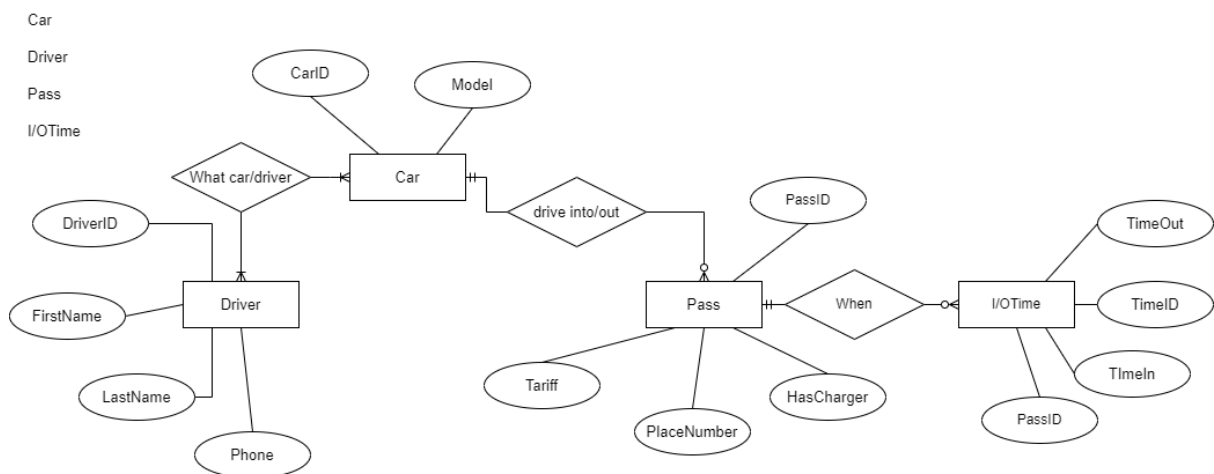 Car
Driver
Pass
I/OTime
CarID
Model
What car/driver
Car
drive into/out
PassID
DriverID
TimeOut
FirstName
Driver
Pass
When
I/OTime
TimeID
Tariff
LastName
PlaceNumber
HasCharger
TImeIn
PassID
Phone